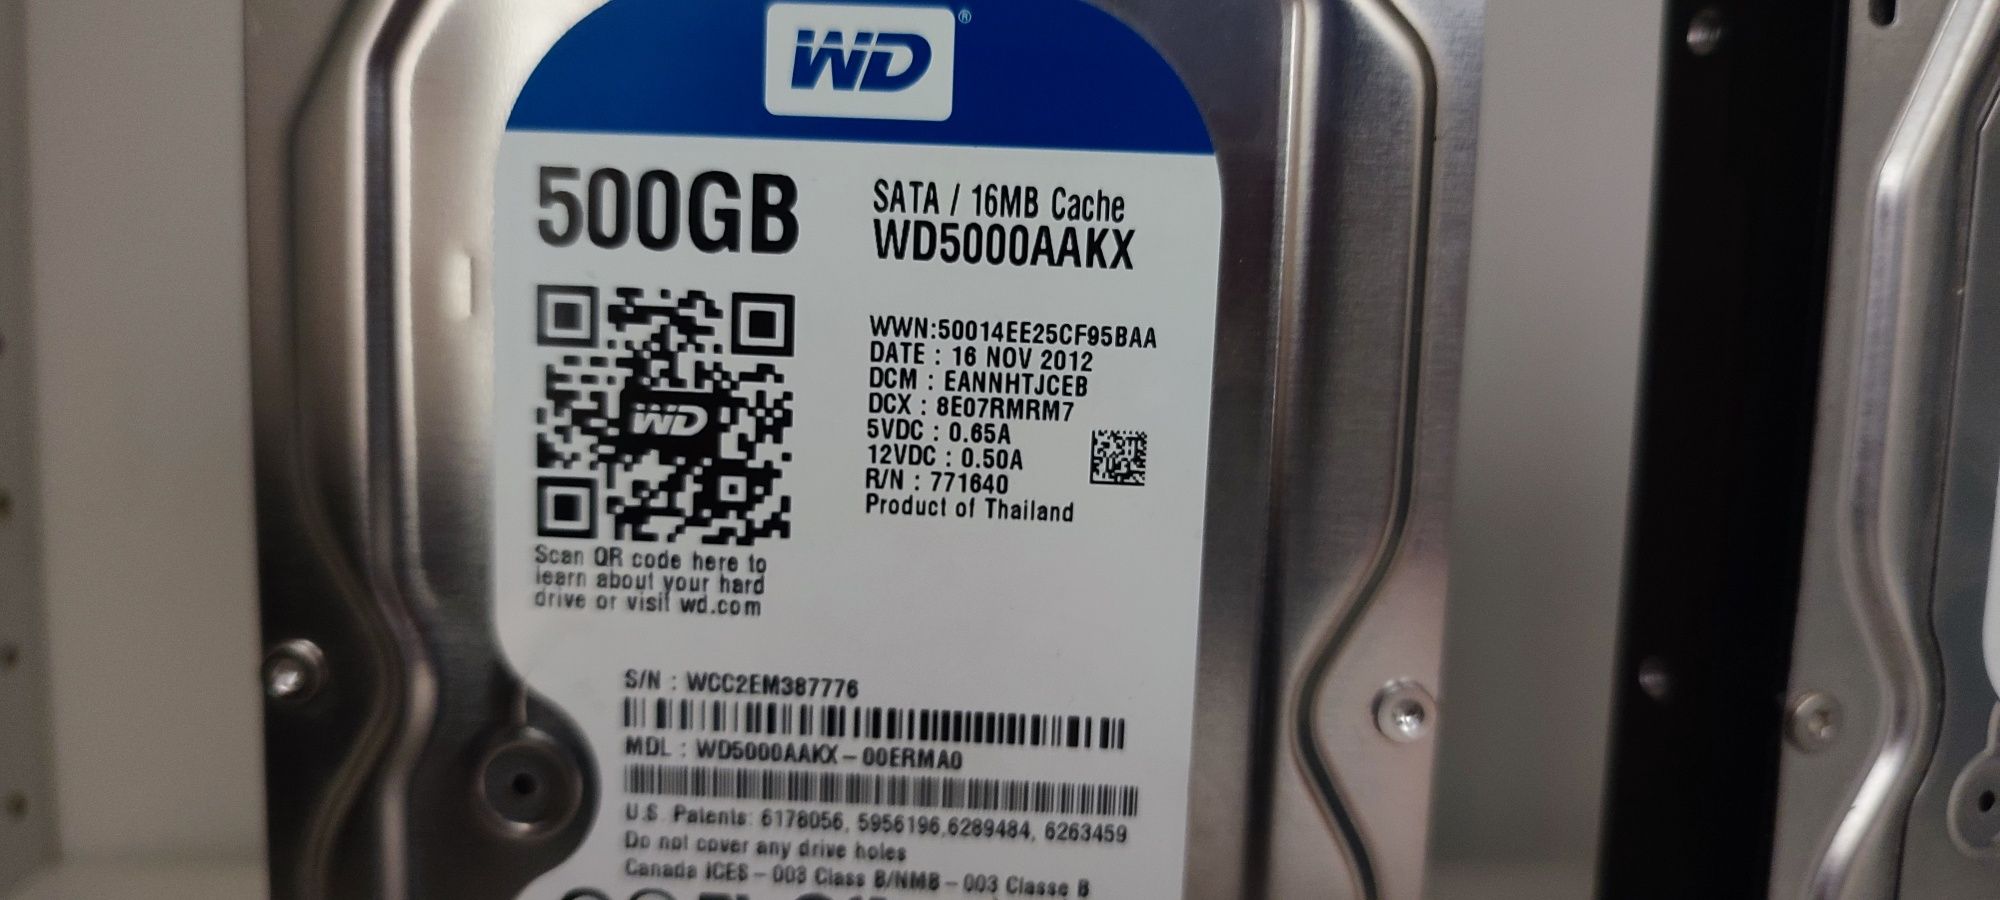 WD®
500GB
SATA / 16MB Cache
WD5000AAKX
WWN:50014EE25CF95BAA
DATE : 16 NOV 2012
DCM : EANNHTJCEB
DCX : 8E07RMRM7
5VDC : 0.65A
12VDC : 0.50A
R/N : 771640
Product of Thailand
WD
Scan QR code here to
learn about your hard
drive or visit wd.com
S/N : WCC2EM387776
MDL : WD5000AAKX-00ERMA0
U.S. Patents: 6178056, 5956196,6289484, 6263459
Do not cover any drive holes
Canada ICES-003 Class B/NMB-003 Classe B